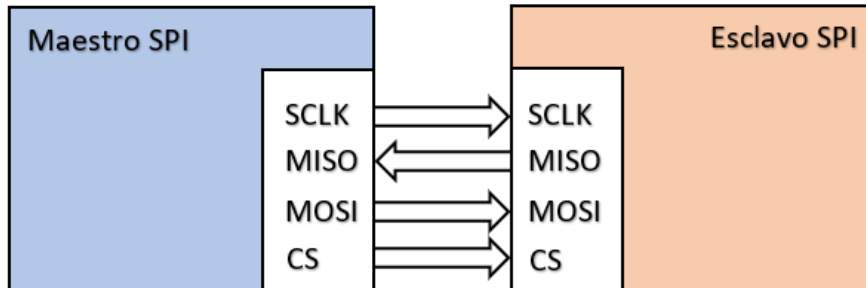 Maestro SPI
Esclavo SPI
SCLK
SCLK
MISO
MISO
MOSI
MOSI
CS
CS